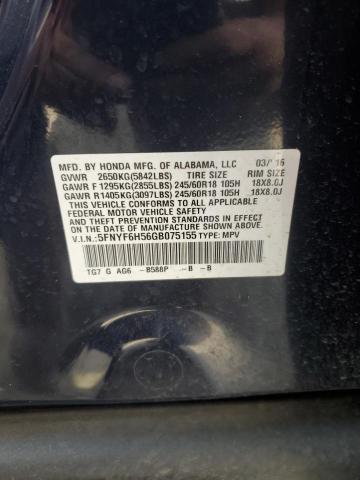 MFD. BY HONDA MFG. OF ALABAMA, LLC 03/16
GVWR 2650KG(5842LBS) TIRE SIZE RIM SIZE
GAWR F 1295KG(2855LBS) 245/60R18 105H 18X8.0J
GAWR R 1405KG(3097LBS) 245/60R18 105H 18X8.0J
THIS VEHICLE CONFORMS TO ALL APPLICABLE
FEDERAL MOTOR VEHICLE SAFETY STANDARDS IN EFFECT
ON THE DATE OF MANUFACTURE SHOWN ABOVE.
V.I.N.:5FNYF6H56GB075155 TYPE: MPV
TG7 G AG6 -B588P -B -B